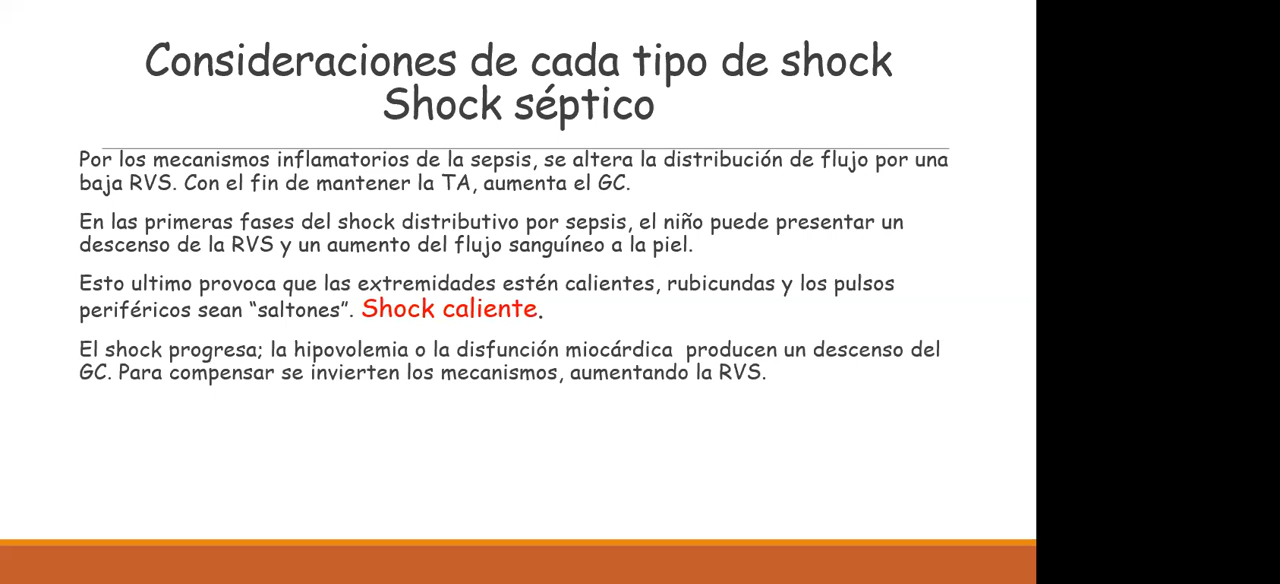 Consideraciones de cada tipo de shock
Shock séptico
Por los mecanismos inflamatorios de la sepsis, se altera la distribución de flujo por una
baja RVS. Con el fin de mantener la TA, aumenta el GC.
En las primeras fases del shock distributivo por sepsis, el niño puede presentar un
descenso de la RVS y un aumento del flujo sanguíneo a la piel.
Esto ultimo provoca que las extremidades estén calientes, rubicundas y los pulsos
periféricos sean “saltones”. Shock caliente.
El shock progresa; la hipovolemia o la disfunción miocárdica  producen un descenso del
GC. Para compensar se invierten los mecanismos, aumentando la RVS.